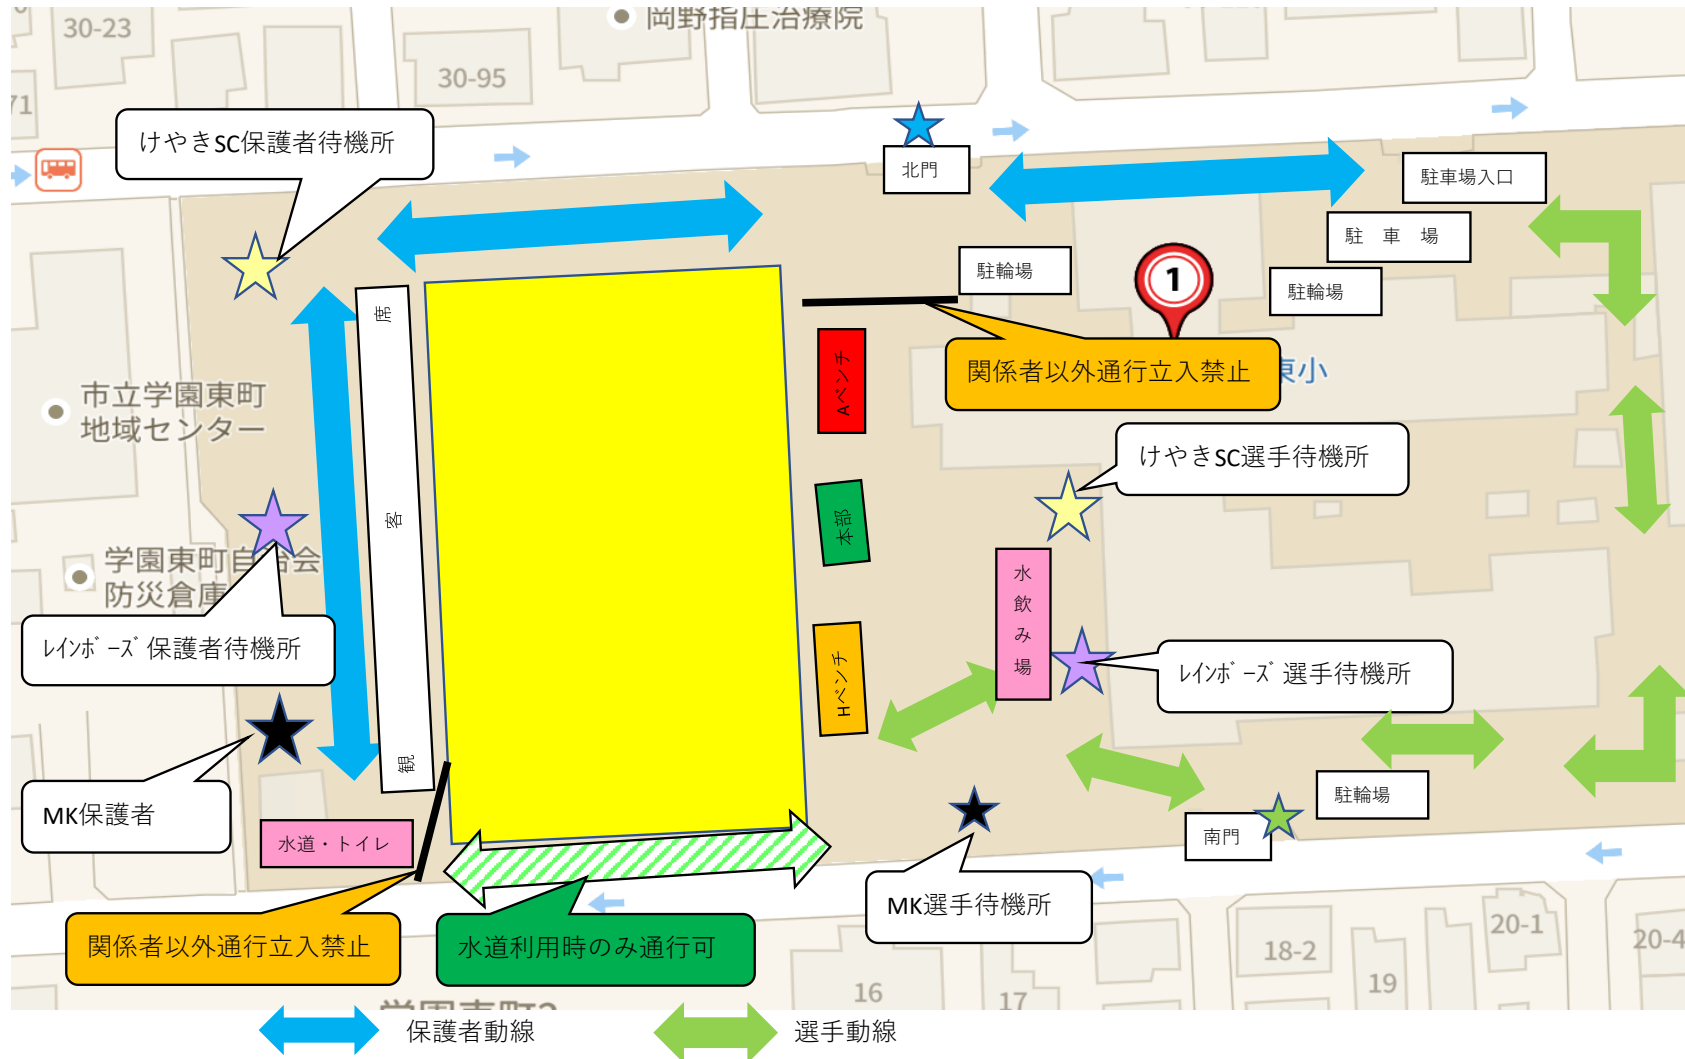 岡野指圧治療院
30-23
30-95
71
けやきSC保護者待機所
北門
駐車場入口
駐　車　場
駐輪場
駐輪場
1
席
客
観
Aベンチ
関係者以外通行立入禁止
東小
市立学園東町
地域センター
けやきSC選手待機所
本部
水飲み場
学園東町自治会
防災倉庫
ﾚｲﾝﾎﾞｰｽﾞ 保護者待機所
Hベンチ
ﾚｲﾝﾎﾞｰｽﾞ 選手待機所
MK保護者
駐輪場
水道・トイレ
南門
MK選手待機所
関係者以外通行立入禁止
水道利用時のみ通行可
20-1
18-2
20-4
19
16
17
学園東町2
保護者動線
選手動線